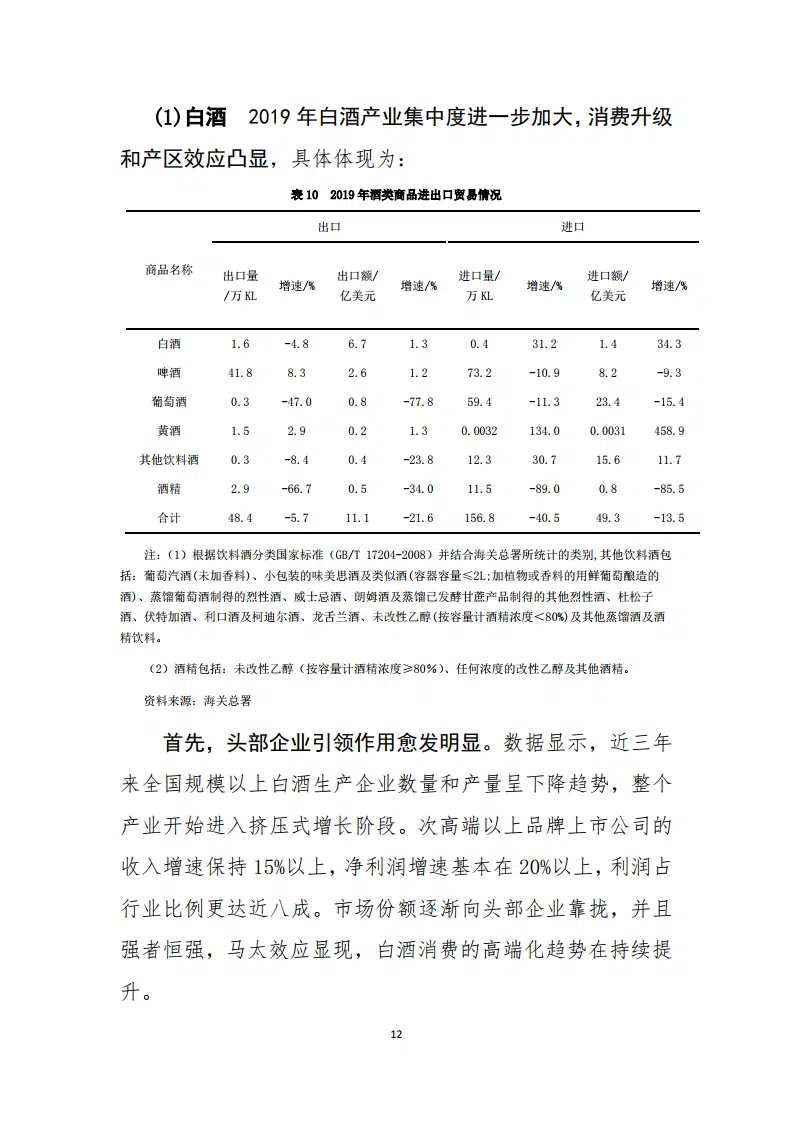 (1)白酒 2019 年白酒产业集中度进一步加大，消费升级
和产区效应凸显，具体体现为：
表 10 2019 年酒类商品进出口贸易情况
商品名称 出口 进口
出口量/万 KL 增速/% 出口额/亿美元 增速/% 进口量/万 KL 增速/% 进口额/亿美元 增速/%
白酒 1.6 -4.8 6.7 1.3 0.4 31.2 1.4 34.3
啤酒 41.8 8.3 2.6 1.2 73.2 -10.9 8.2 -9.3
葡萄酒 0.3 -47.0 0.8 -77.8 59.4 -11.3 23.4 -15.4
黄酒 1.5 2.9 0.2 1.3 0.0032 134.0 0.0031 458.9
其他饮料酒 0.3 -8.4 0.4 -23.8 12.3 30.7 15.6 11.7
酒精 2.9 -66.7 0.5 -34.0 11.5 -89.0 0.8 -85.5
合计 48.4 -5.7 11.1 -21.6 156.8 -40.5 49.3 -13.5
注：（1）根据饮料酒分类国家标准（GB/T 17204-2008）并结合海关总署所统计的类别,其他饮料酒包
括：葡萄汽酒(未加香料)、小包装的味美思酒及类似酒(容器容量≤2L;加植物或香料的用鲜葡萄酿造的
酒)、蒸馏葡萄酒制得的烈性酒、威士忌酒、朗姆酒及蒸馏已发酵甘蔗产品制得的其他烈性酒、杜松子
酒、伏特加酒、利口酒及柯迪尔酒、龙舌兰酒、未改性乙醇(按容量计酒精浓度＜80%)及其他蒸馏酒及酒
精饮料。
（2）酒精包括：未改性乙醇（按容量计酒精浓度≥80%）、任何浓度的改性乙醇及其他酒精。
资料来源：海关总署
首先，头部企业引领作用愈发明显。数据显示，近三年
来全国规模以上白酒生产企业数量和产量呈下降趋势，整个
产业开始进入挤压式增长阶段。次高端以上品牌上市公司的
收入增速保持 15%以上，净利润增速基本在 20%以上，利润占
行业比例更达近八成。市场份额逐渐向头部企业靠拢，并且
强者恒强，马太效应显现，白酒消费的高端化趋势在持续提
升。
12